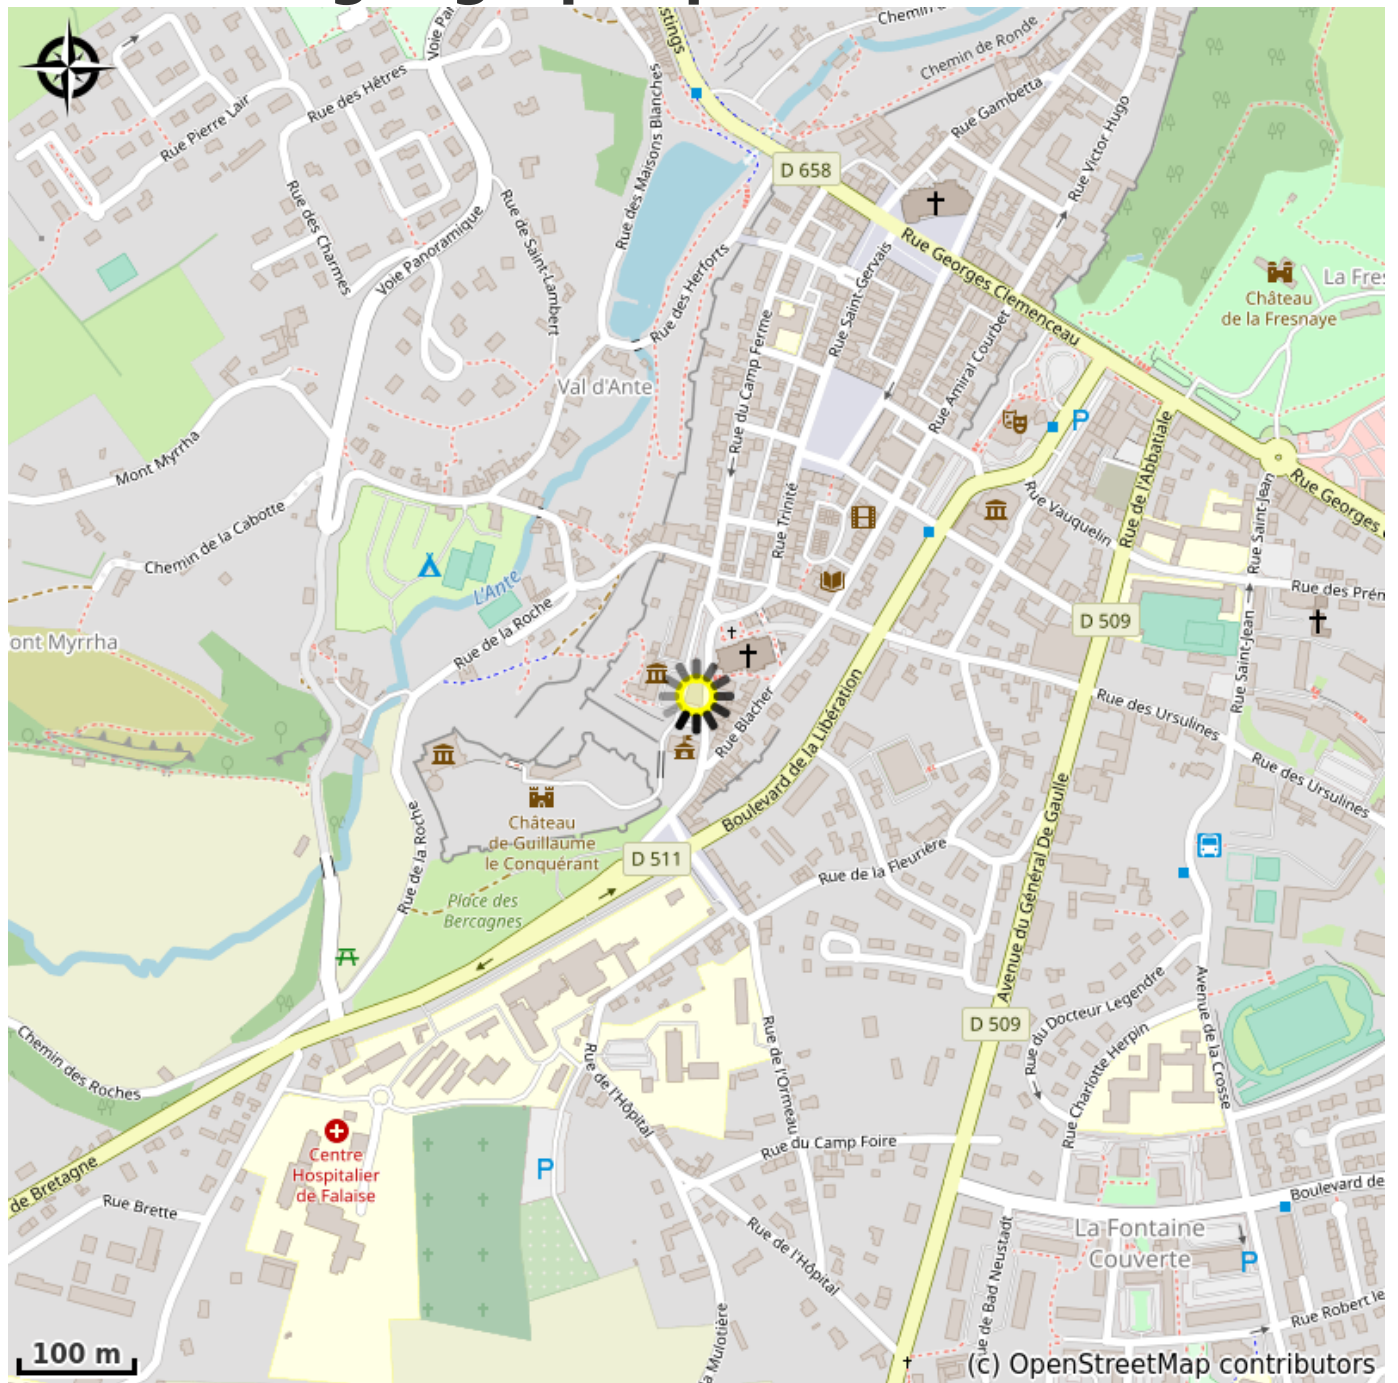 stings
Voie Pa
Chemin de Ronde
Rue des Hêtres
Rue Pierre Lair
Rue des Maisons Blanches
Rue Gambetta
Rue Victor Hugo
D 658
Rue des Charmes
Voie Panoramique
Rue de Saint-Lambert
Rue des Herforts
Rue Saint-Gervais
Rue Georges Clemenceau
La Fres
Château
de la Fresnaye
Rue du Camp Ferme
Rue Amiral Courbet
Val d'Ante
P
Mont Myrrha
Rue de l'Abbatiale
Rue Georges
Chemin de la Cabotte
Rue Trinité
Rue Vauquelin
Rue Saint-Jean
L'Ante
Rue des Prém
D 509
ont Myrrha
Rue de la Roche
Rue Saint-Jean
Rue Blacher
Boulevard de la Libération
Rue des Ursulines
Rue des Ursulines
Château
de Guillaume
le Conquérant
D 511
Rue de la Roche
Rue de la Fleurière
Avenue du Général De Gaulle
Place des
Bercagnes
Chemin des Roches
Rue de l'Hôpital
Rue de l'Ormeau
D 509
Rue du Docteur Legendre
Rue Charlotte Herpin
Avenue de la Crosse
Centre
Hospitalier
de Falaise
P
Rue du Camp Foire
de Bretagne
Rue Brette
Boulevard de
La Fontaine
Couverte
P
Rue de l'Hôpital
ue de Bad Neustadt
Rue Robert le
la Mulotière
100 m
(c) OpenStreetMap contributors